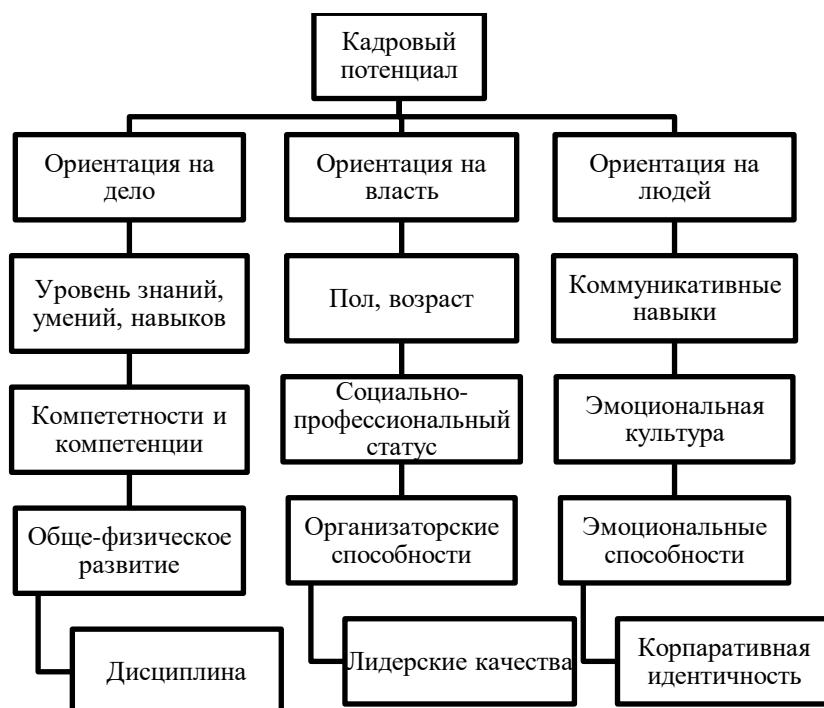 Кадровый
потенциал
Ориентация на
дело
Ориентация на
власть
Ориентация на
людей
Уровень знаний,
умений, навыков
Пол, возраст
Коммуникативные
навыки
Компететности и
компетенции
Социально-
профессиональный
статус
Эмоциональная
культура
Обще-физическое
развитие
Организаторские
способности
Эмоциональные
способности
Дисциплина
Лидерские качества
Корпаративная
идентичность